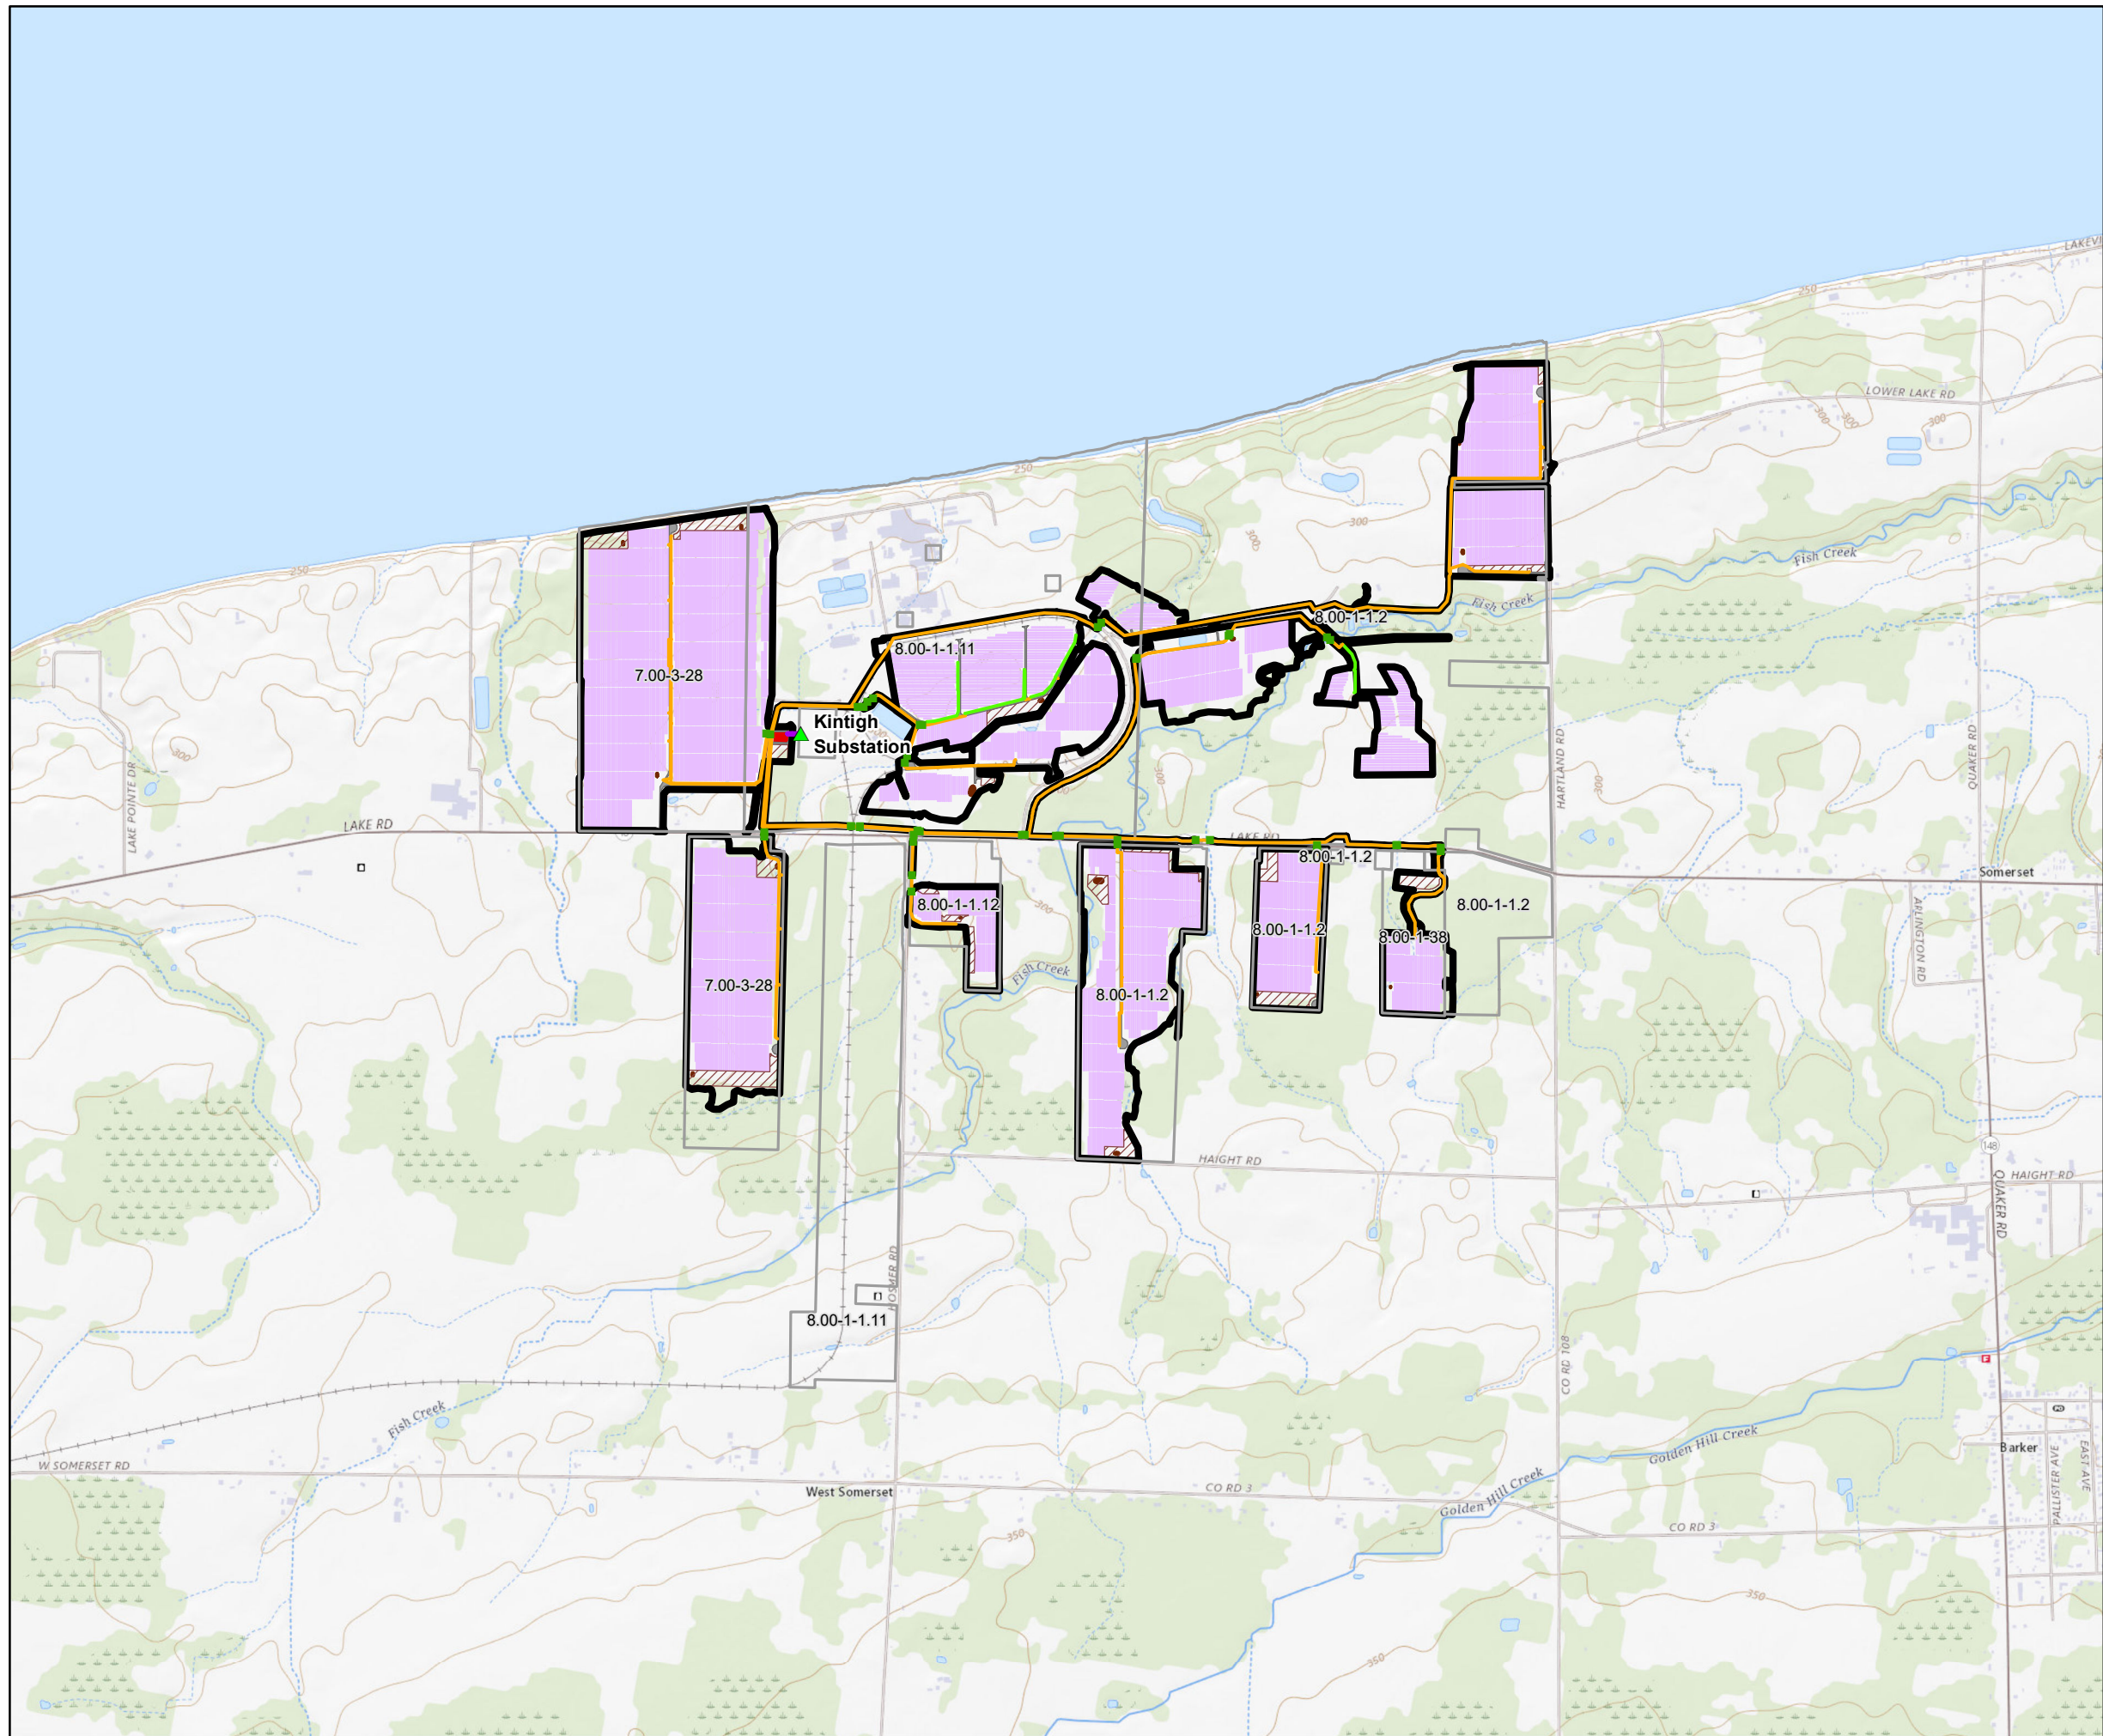 LAKEVI
250
LOWER LAKE RD
300
300
300
250
300
300
QUAKER RD
Fish Creek
250
Fish Creek
8.00-1-1.2
8.00-1-1.11
7.00-3-28
Kintigh
Substation
300
300
300
HARTLAND RD
LAKE POINTE DR
LAKE RD
LAKE RD
8.00-1-1.2
Somerset
8.00-1-1.12
8.00-1-1.2
300
8.00-1-1.2
8.00-1-38
ARLINGTON RD
Fish Creek
7.00-3-28
8.00-1-1.2
148
HAIGHT RD
HAIGHT RD
QUAKER RD
HOSMER RD
8.00-1-1.11
CO RD 108
F
PO
Fish Creek
Golden Hill Creek
Barker
PALLISTER AVE
EAST AVE
W SOMERSET RD
West Somerset
CO RD 3
Golden Hill Creek
CO RD 3
350
350
350